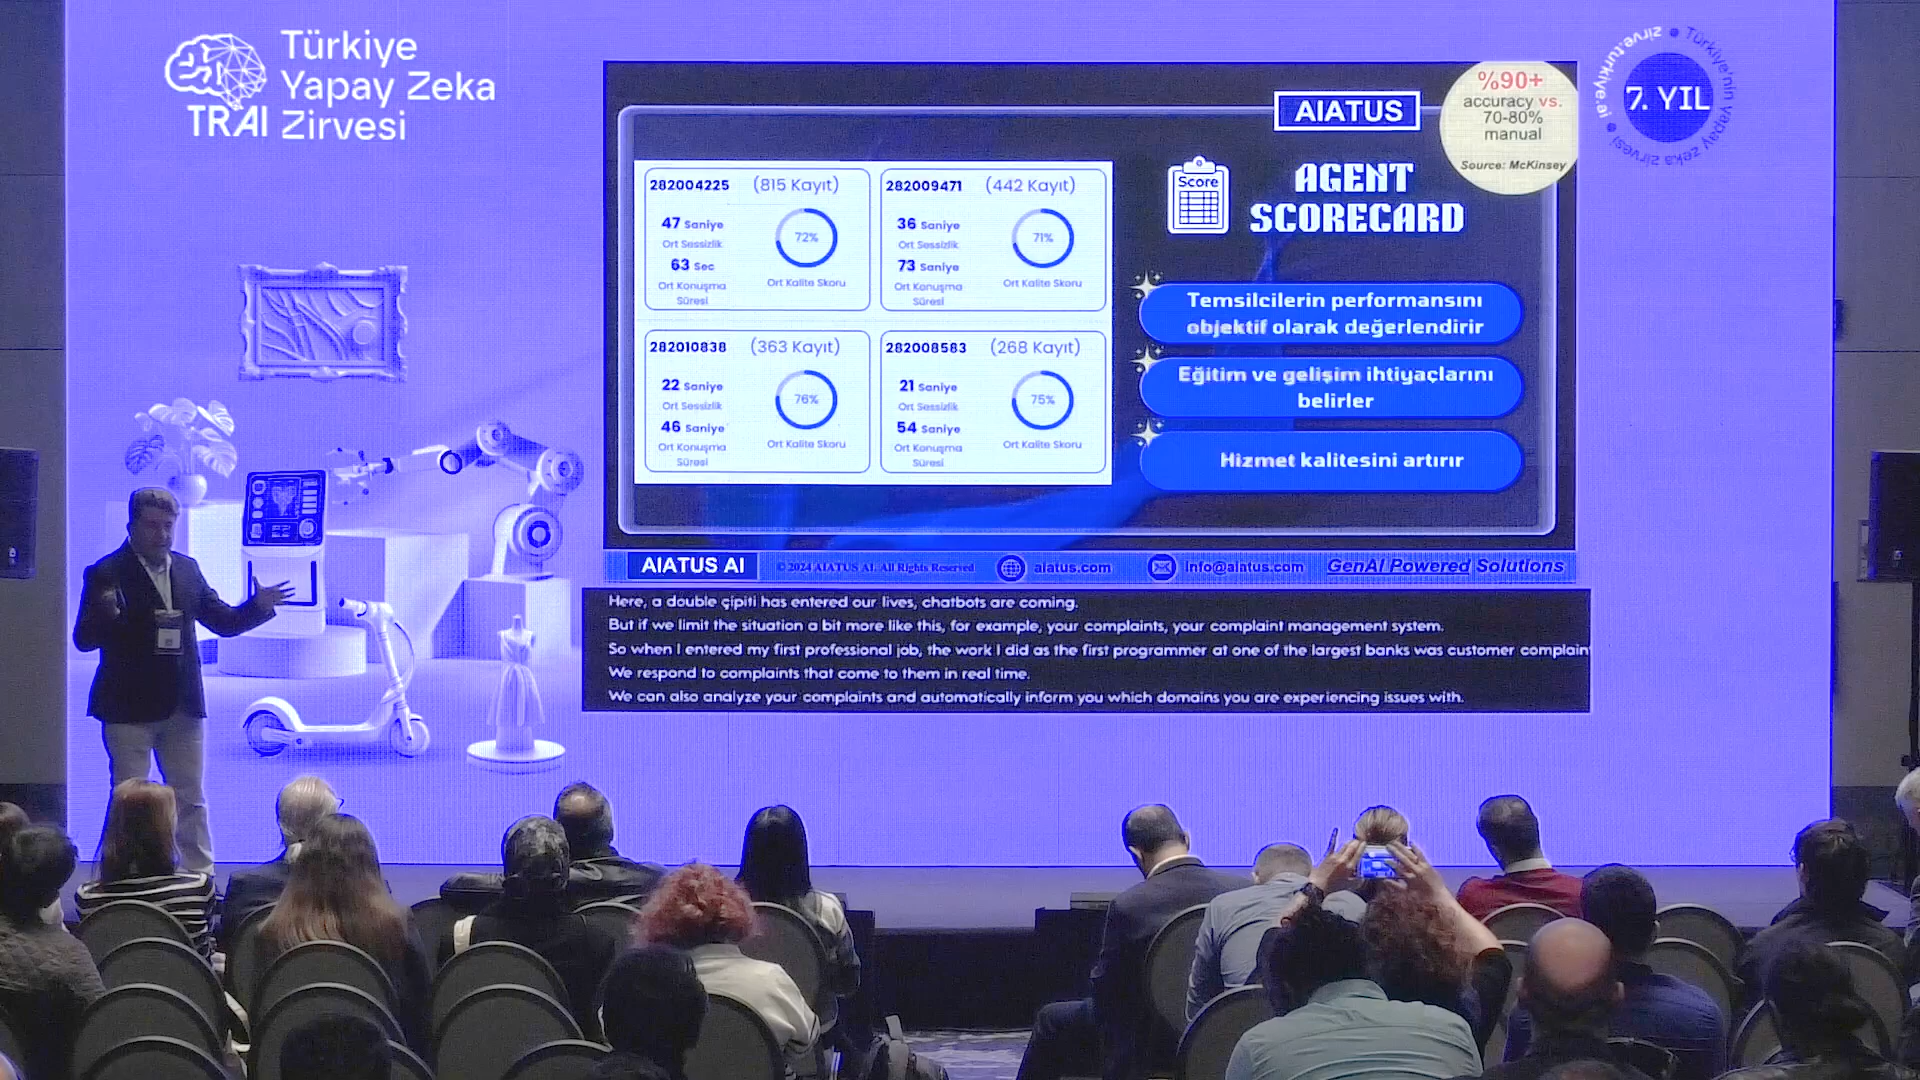 Türkiye
Yapay Zeka
TRAI Zirvesi
AIATUS
%90+
accuracy vs.
70-80%
manual
Source: McKinsey
7. YIL
Türkiye'nin yapay zeka zirvesi
zirve.turkiye.ai
282004225 (815 Kayıt)
47 Saniye
Ort Sessizlik
63 Sec
Ort Konuşma
Süresi
72%
Ort Kalite Skoru
282009471 (442 Kayıt)
36 Saniye
Ort Sessizlik
73 Saniye
Ort Konuşma
Süresi
71%
Ort Kalite Skoru
282010838 (363 Kayıt)
22 Saniye
Ort Sessizlik
46 Saniye
Ort Konuşma
Süresi
76%
Ort Kalite Skoru
282008583 (268 Kayıt)
21 Saniye
Ort Sessizlik
54 Saniye
Ort Konuşma
Süresi
75%
Ort Kalite Skoru
Score
AGENT
SCORECARD
Temsilcilerin performansını
objektif olarak değerlendirir
Eğitim ve gelişim ihtiyaçlarını
belirler
Hizmet kalitesini artırır
AIATUS AI © 2024 AIATUS AI. All Rights Reserved aiatus.com info@aiatus.com GenAI Powered Solutions
Here, a double çipiti has entered our lives, chatbots are coming.
But if we limit the situation a bit more like this, for example, your complaints, your complaint management system.
So when I entered my first professional job, the work I did as the first programmer at one of the largest banks was customer complain
We respond to complaints that come to them in real time.
We can also analyze your complaints and automatically inform you which domains you are experiencing issues with.